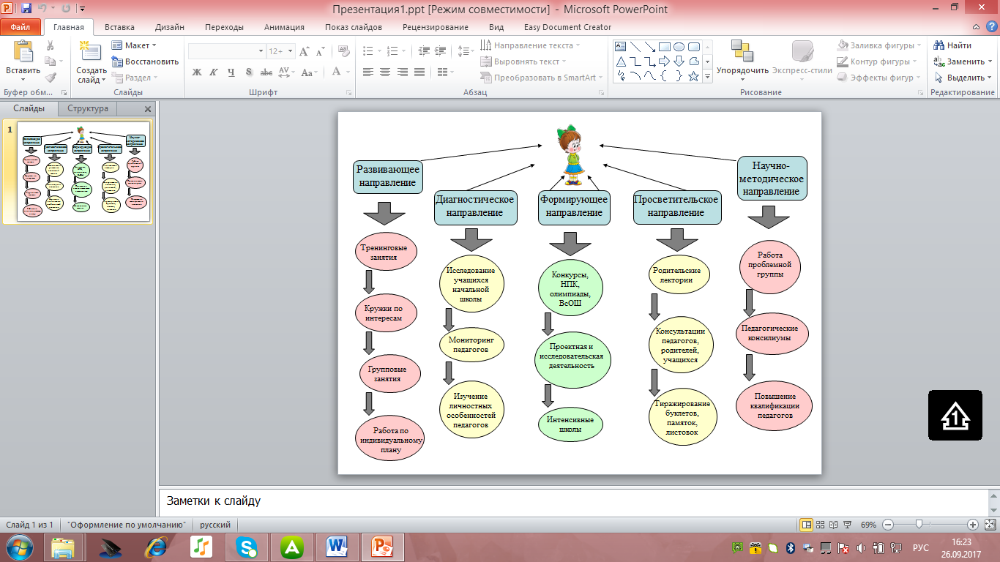 Презентация1.ppt [Режим совместимости] - Microsoft PowerPoint
Файл
Главная
Вставка
Дизайн
Переходы
Анимация
Показ слайдов
Рецензирование
Вид
Easy Document Creator
Вставить
Буфер обм...
Создать
слайд
Макет
Восстановить
Раздел
Слайды
12+
Ж К Ч S abc AV Aa А
Шрифт
Направление текста
Выровнять текст
Преобразовать в SmartArt
Абзац
Упорядочить
Экспресс-стили
Заливка фигуры
Контур фигуры
Эффекты фигур
Рисование
Найти
Заменить
Выделить
Редактирование
Слайды
Структура
1
Развивающее
направление
Тренинговые
занятия
Кружки по
интересам
Групповые
занятия
Работа по
индивидуальному
плану
Диагностическое
направление
Исследование
учащихся
начальной
школы
Мониторинг
педагогов
Изучение
личностных
особенностей
педагогов
Формирующее
направление
Конкурсы,
НПК,
олимпиады,
ВсОШ
Проектная и
исследовательская
деятельность
Интенсивные
школы
Просветительское
направление
Родительские
лектории
Консультации
педагогов,
родителей,
учащихся
Тиражирование
буклетов,
памяток,
листовок
Научно-
методическое
направление
Работа
проблемной
группы
Педагогические
консилиумы
Повышение
квалификации
педагогов
1
Заметки к слайду
Слайд 1 из 1
"Оформление по умолчанию"
русский
69%
РУС
16:23
26.09.2017